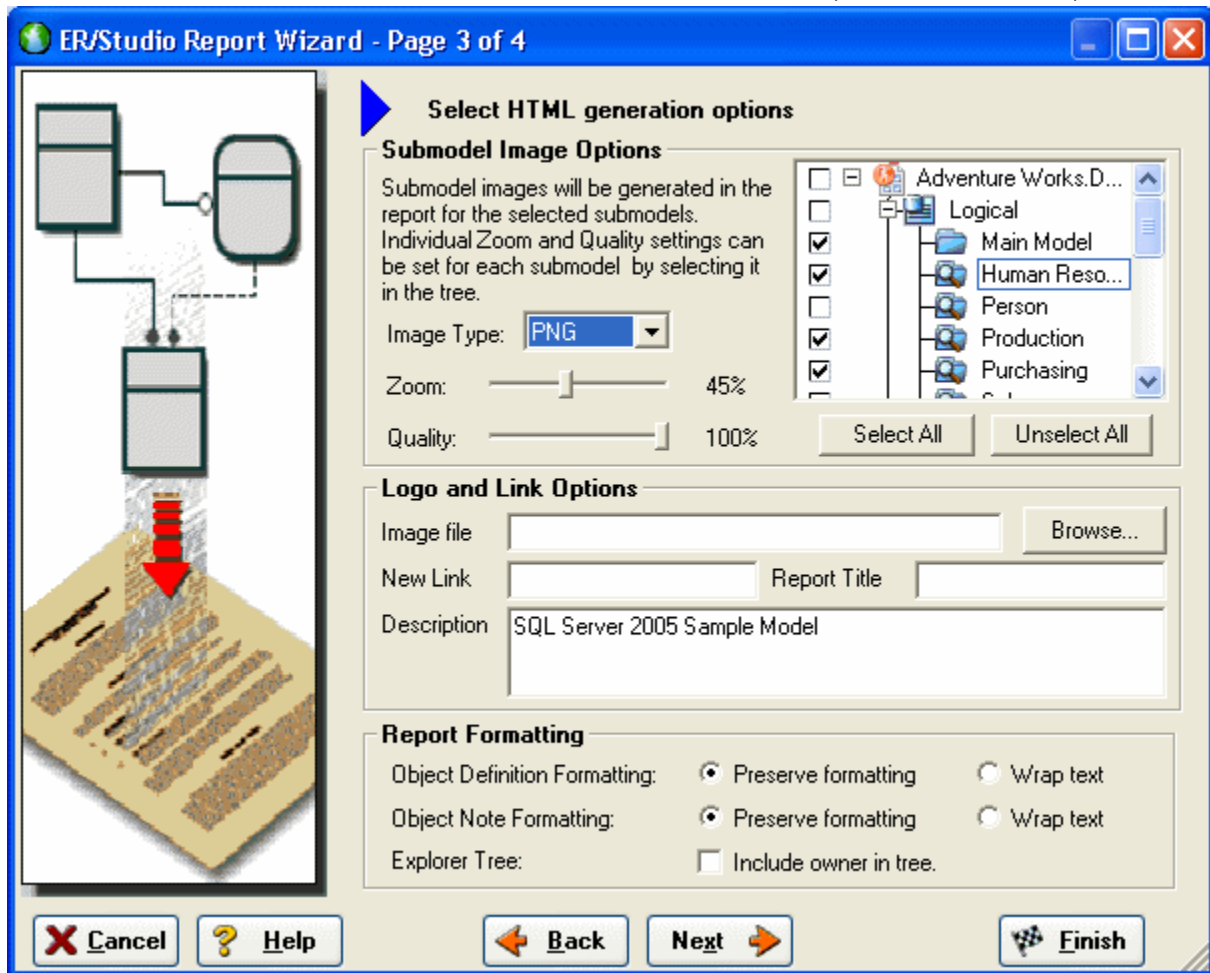 ER/Studio Report Wizard - Page 3 of 4
Select HTML generation options
Submodel Image Options
Submodel images will be generated in the
report for the selected submodels.
Individual Zoom and Quality settings can
be set for each submodel by selecting it
in the tree.
Image Type: PNG
Zoom: 45%
Quality: 100%
Adventure Works.D...
Logical
Main Model
Human Reso...
Person
Production
Purchasing
Select All Unselect All
Logo and Link Options
Image file Browse...
New Link Report Title
Description SQL Server 2005 Sample Model
Report Formatting
Object Definition Formatting: Preserve formatting Wrap text
Object Note Formatting: Preserve formatting Wrap text
Explorer Tree: Include owner in tree.
Cancel Help Back Next Finish